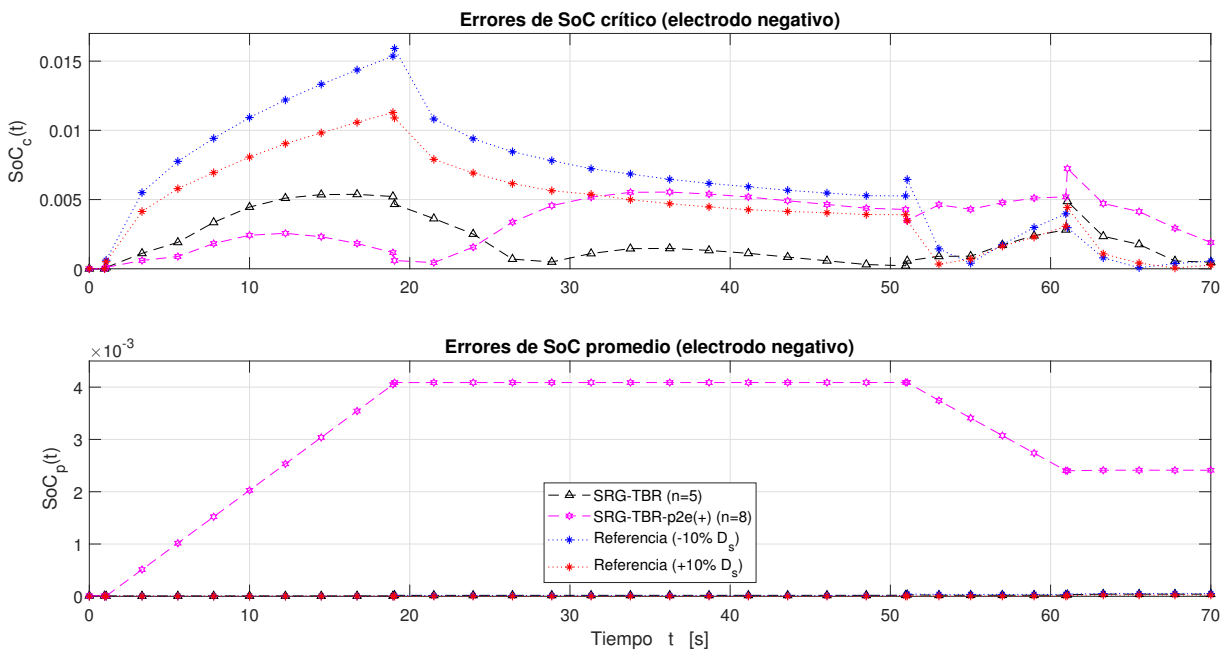 Errores de SoC crítico (electrodo negativo)
SoC_c(t)
0.015
0.01
0.005
0
0 10 20 30 40 50 60 70
×10^-3
Errores de SoC promedio (electrodo negativo)
SoC_p(t)
4
3
2
1
0
SRG-TBR (n=5)
SRG-TBR-p2e(+) (n=8)
Referencia (-10% D_s)
Referencia (+10% D_s)
0 10 20 30 40 50 60 70
Tiempo t [s]